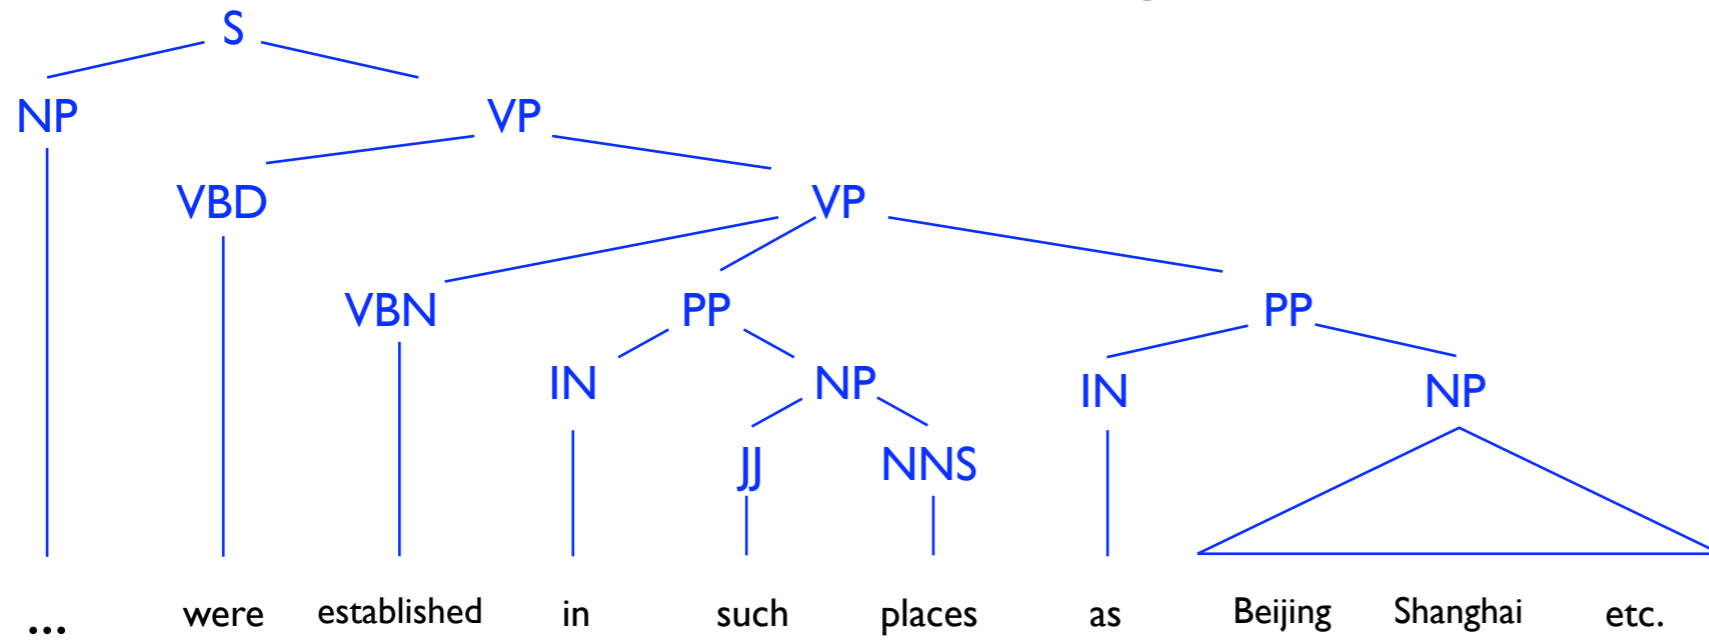 S
NP VP
VBD VP
VBN PP PP
IN NP IN NP
JJ NNS
... were established in such places as Beijing Shanghai etc.